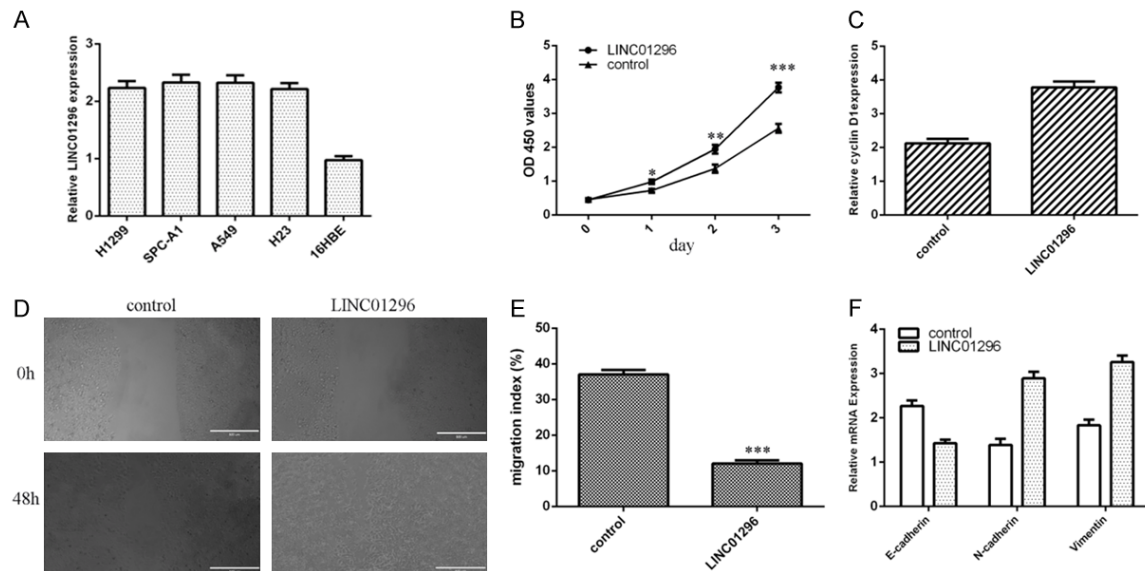 A
Relative LINC01296 expression
3
2
1
0
H1299
SPC-A1
A549
H23
16HBE
B
LINC01296
control
OD 450 values
5
4
3
2
1
0
*
**
***
0
1
2
3
day
C
Relative cyclin D1expression
5
4
3
2
1
0
control
LINC01296
D
control
LINC01296
0h
48h
E
migration index (%)
50
40
30
20
10
0
***
control
LINC01296
F
control
LINC01296
Relative mRNA Expression
4
3
2
1
0
E-cadherin
N-cadherin
Vimentin